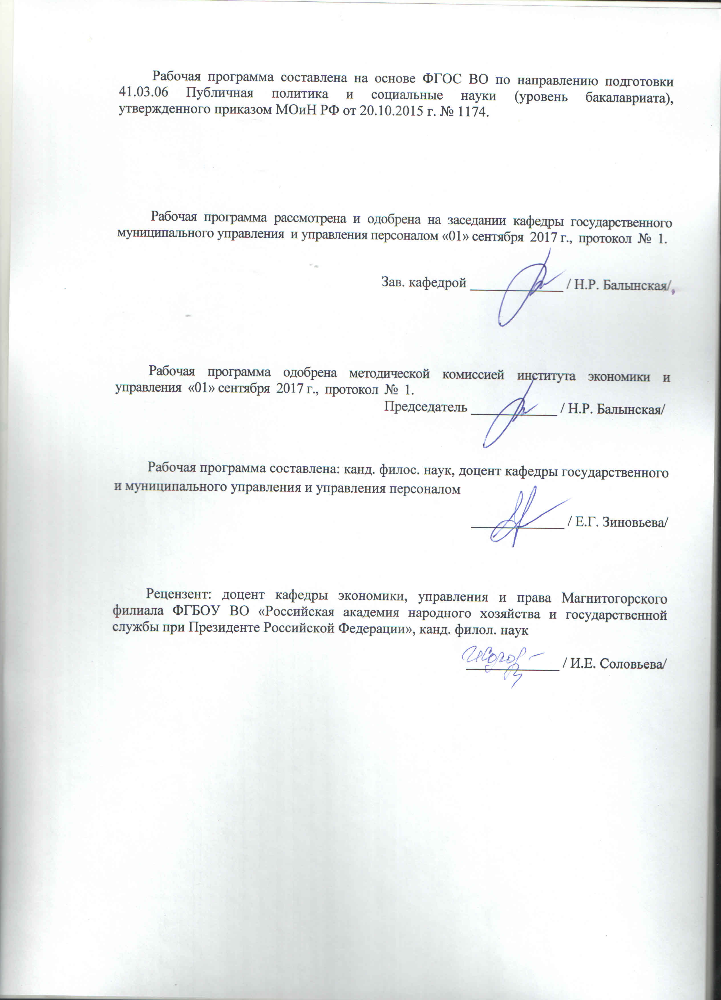 Рабочая программа составлена на основе ФГОС ВО по направлению подготовки
41.03.06 Публичная политика и социальные науки (уровень бакалавриата),
утвержденного приказом МОиН РФ от 20.10.2015 г. № 1174.
Рабочая программа рассмотрена и одобрена на заседании кафедры государственного
муниципального управления и управления персоналом «01» сентября 2017 г., протокол № 1.
Зав. кафедрой _____________ / Н.Р. Балынская/
Рабочая программа одобрена методической комиссией института экономики и
управления «01» сентября 2017 г., протокол № 1.
Председатель ____________ / Н.Р. Балынская/
Рабочая программа составлена: канд. филос. наук, доцент кафедры государственного
и муниципального управления и управления персоналом
_____________ / Е.Г. Зиновьева/
Рецензент: доцент кафедры экономики, управления и права Магнитогорского
филиала ФГБОУ ВО «Российская академия народного хозяйства и государственной
службы при Президенте Российской Федерации», канд. филол. наук
_____________ / И.Е. Соловьева/